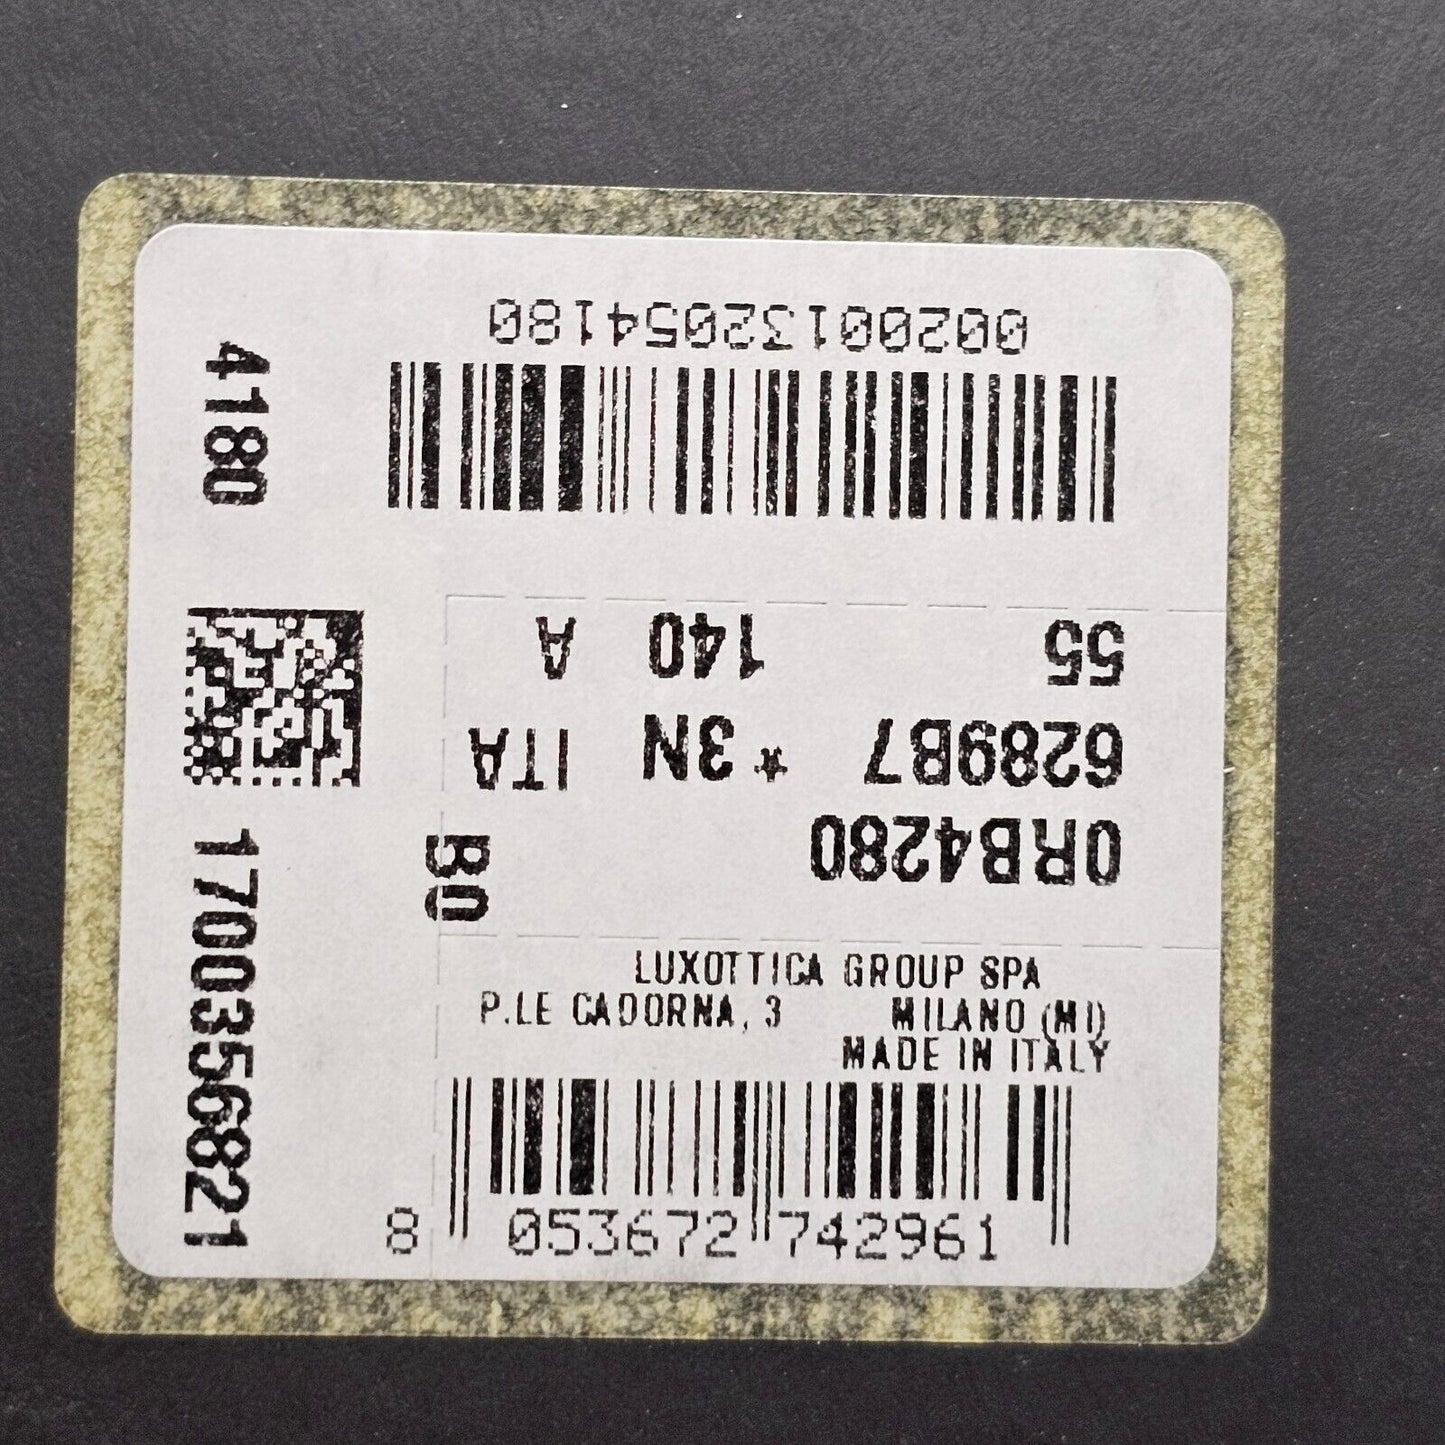 00200132054180
4180
55 140 A
6289B7 * 3N ITA
0RB4280
B0
1700356821
LUXOTTICA GROUP SPA
P.LE CADORNA, 3 MILANO (MI)
MADE IN ITALY
8 053672 742961